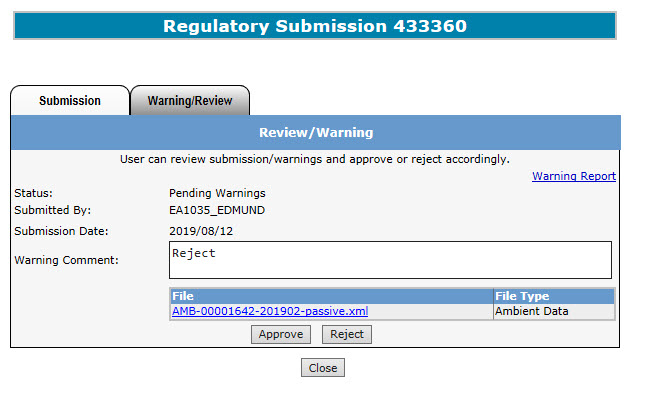 Regulatory Submission 433360
Submission Warning/Review
Review/Warning
User can review submission/warnings and approve or reject accordingly.
Warning Report
Status: Pending Warnings
Submitted By: EA1035_EDMUND
Submission Date: 2019/08/12
Warning Comment: Reject
File File Type
AMB-00001642-201902-passive.xml Ambient Data
Approve Reject
Close